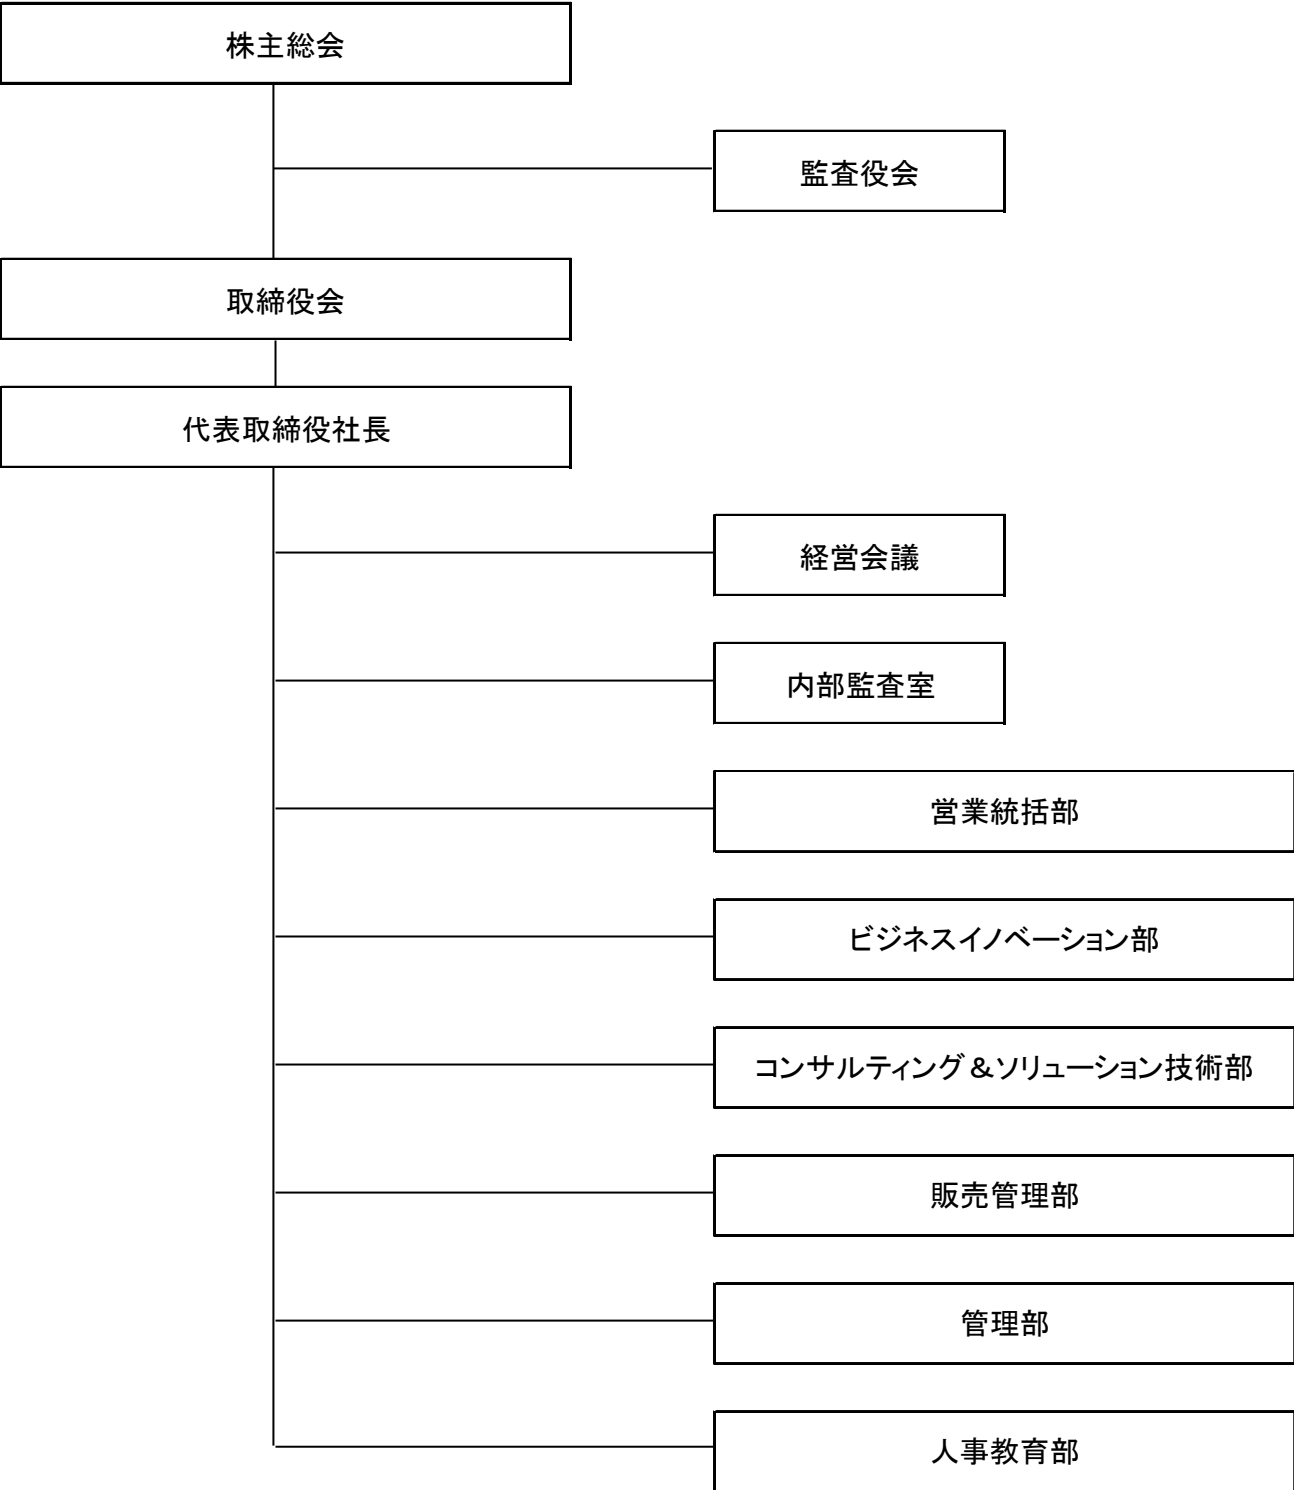 株主総会
監査役会
取締役会
代表取締役社長
経営会議
内部監査室
営業統括部
ビジネスイノベーション部
コンサルティング＆ソリューション技術部
販売管理部
管理部
人事教育部